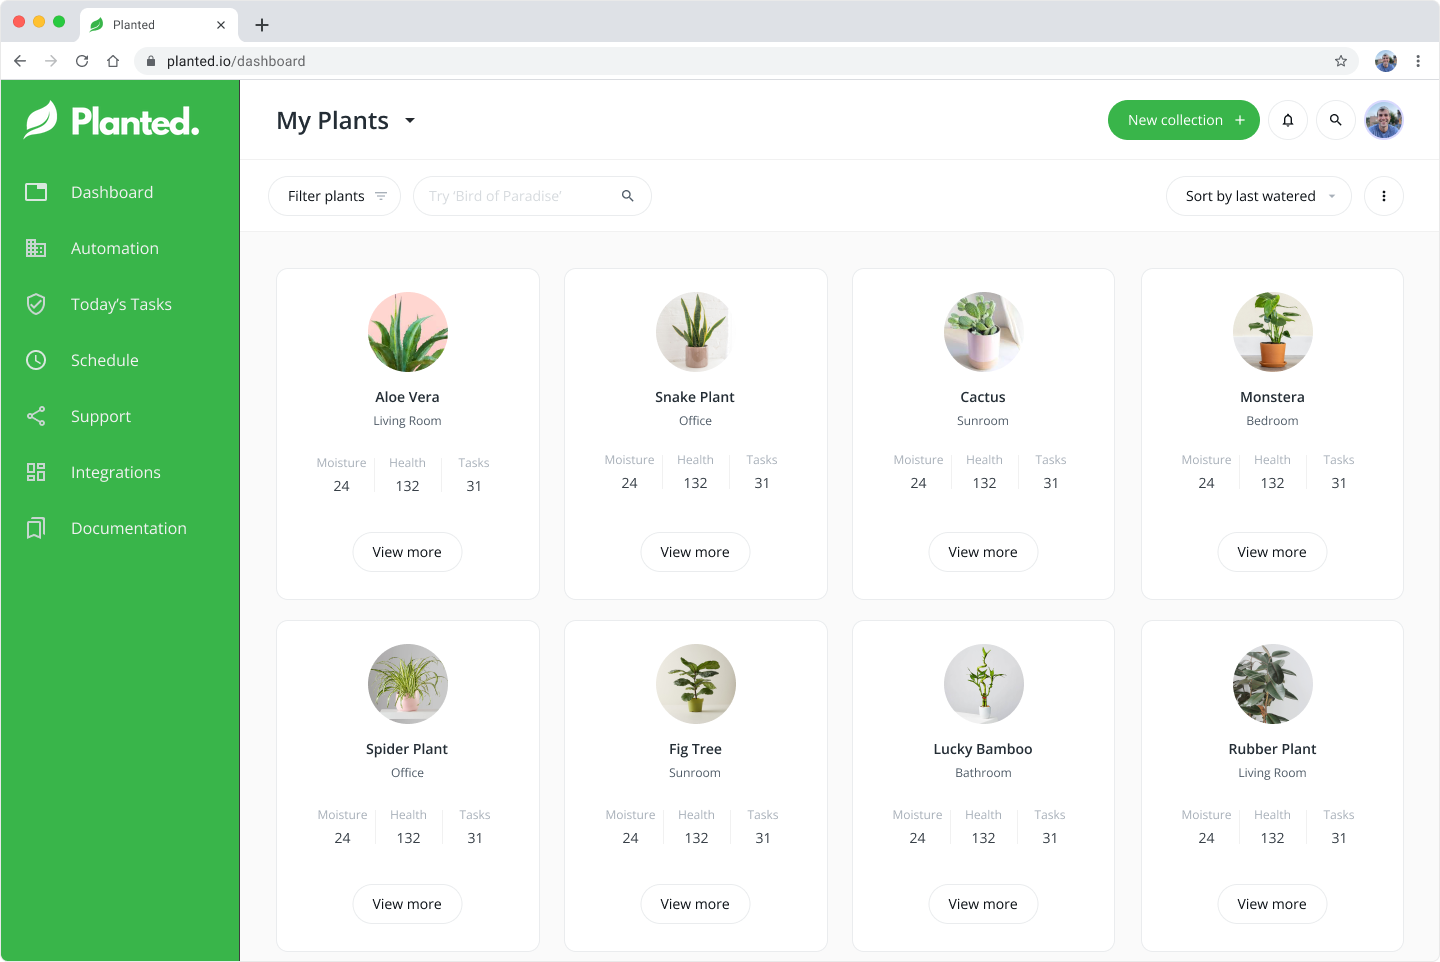 Planted
planted.io/dashboard
Planted.
Dashboard
Automation
Today’s Tasks
Schedule
Support
Integrations
Documentation
My Plants
New collection +
Filter plants
Try ‘Bird of Paradise’
Sort by last watered
Aloe Vera
Living Room
Moisture Health Tasks
24 132 31
View more
Snake Plant
Office
Moisture Health Tasks
24 132 31
View more
Cactus
Sunroom
Moisture Health Tasks
24 132 31
View more
Monstera
Bedroom
Moisture Health Tasks
24 132 31
View more
Spider Plant
Office
Moisture Health Tasks
24 132 31
View more
Fig Tree
Sunroom
Moisture Health Tasks
24 132 31
View more
Lucky Bamboo
Bathroom
Moisture Health Tasks
24 132 31
View more
Rubber Plant
Living Room
Moisture Health Tasks
24 132 31
View more